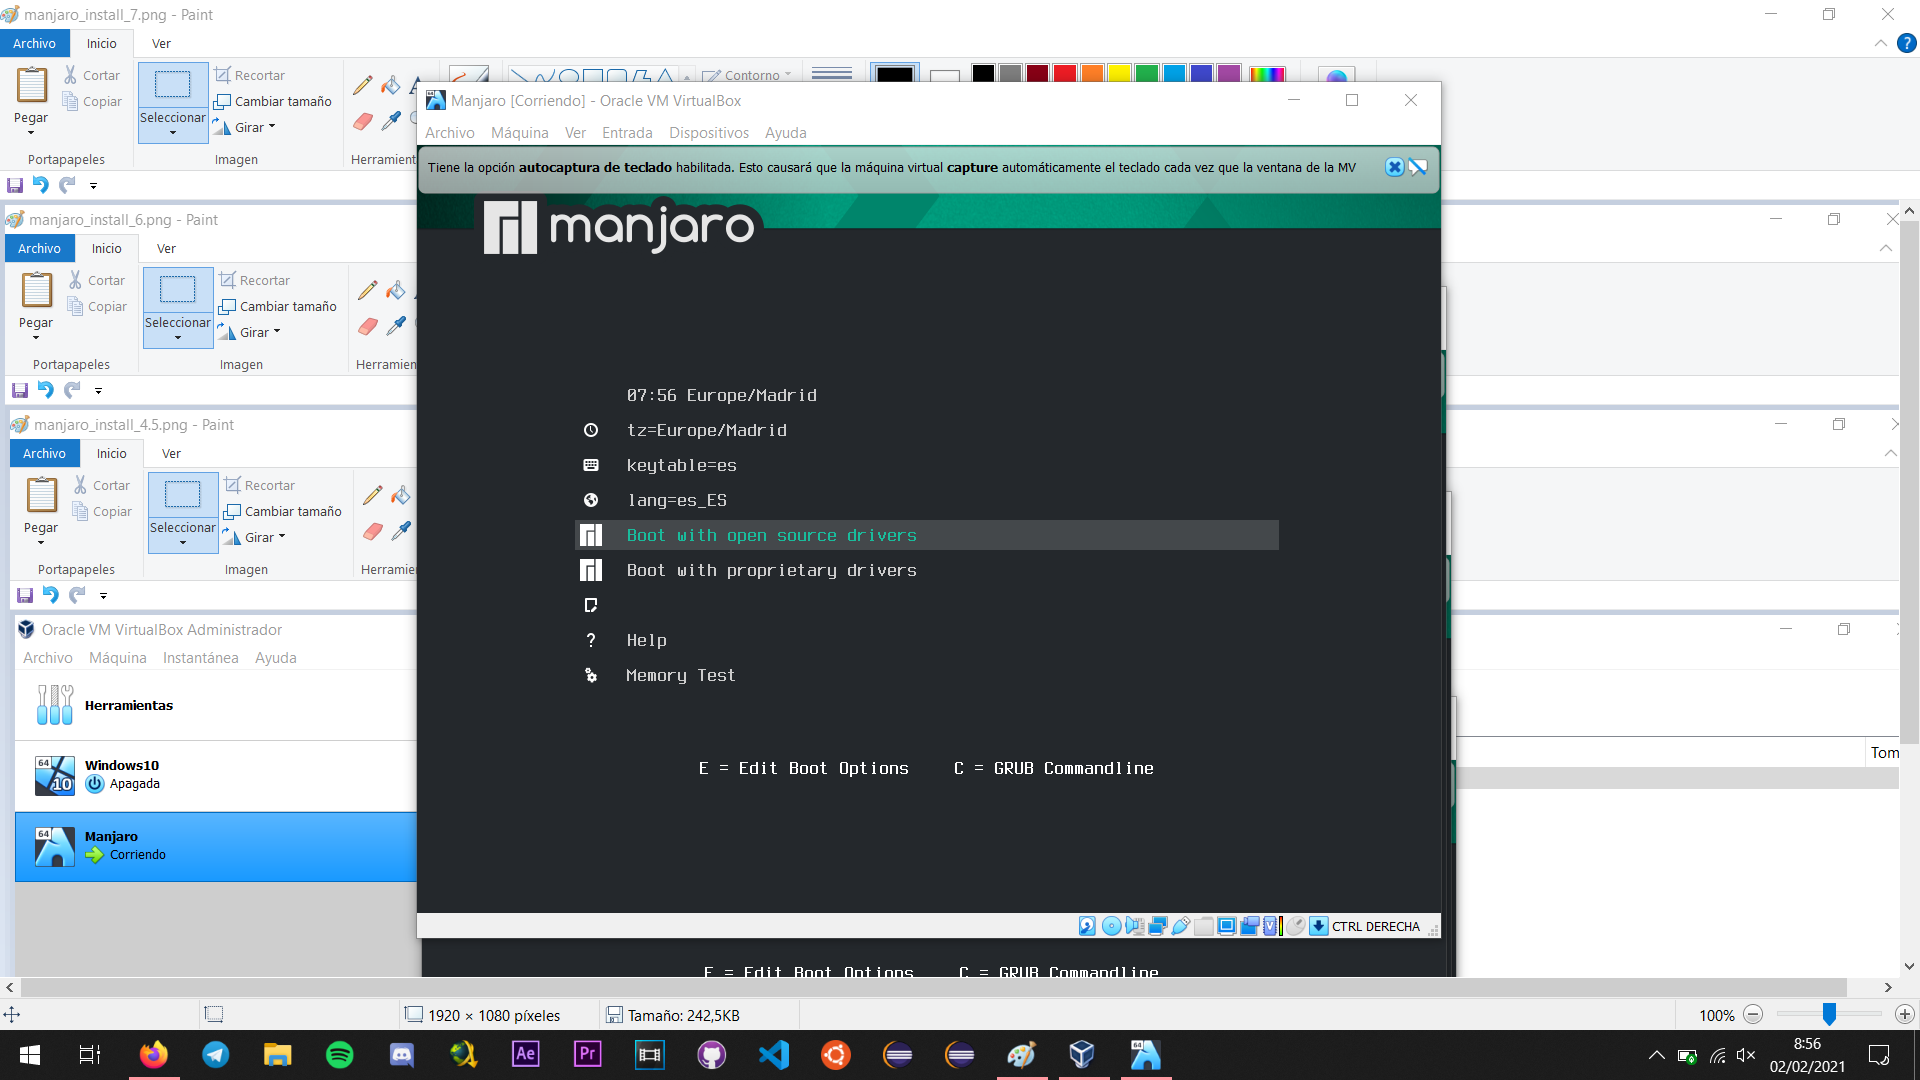 manjaro_install_7.png - Paint
Archivo Inicio Ver
Pegar
Cortar
Copiar
Portapapeles
Seleccionar
Recortar
Cambiar tamaño
Girar
Imagen
Contorno
manjaro_install_6.png - Paint
Archivo Inicio Ver
Pegar
Cortar
Copiar
Portapapeles
Seleccionar
Recortar
Cambiar tamaño
Girar
Imagen
manjaro_install_4.5.png - Paint
Archivo Inicio Ver
Pegar
Cortar
Copiar
Portapapeles
Seleccionar
Recortar
Cambiar tamaño
Girar
Imagen
Oracle VM VirtualBox Administrador
Archivo Máquina Instantánea Ayuda
Herramientas
64
10
Windows10
Apagada
64
Manjaro
Corriendo
Manjaro [Corriendo] - Oracle VM VirtualBox
Archivo Máquina Ver Entrada Dispositivos Ayuda
Tiene la opción autocaptura de teclado habilitada. Esto causará que la máquina virtual capture automáticamente el teclado cada vez que la ventana de la MV
manjaro
07:56 Europe/Madrid
tz=Europe/Madrid
keytable=es
lang=es_ES
Boot with open source drivers
Boot with proprietary drivers
Help
Memory Test
E = Edit Boot Options C = GRUB Commandline
CTRL DERECHA
E = Edit Boot Options C = GRUB Commandline
1920 × 1080 píxeles
Tamaño: 242,5KB
100%
Ae
Pr
8:56
02/02/2021